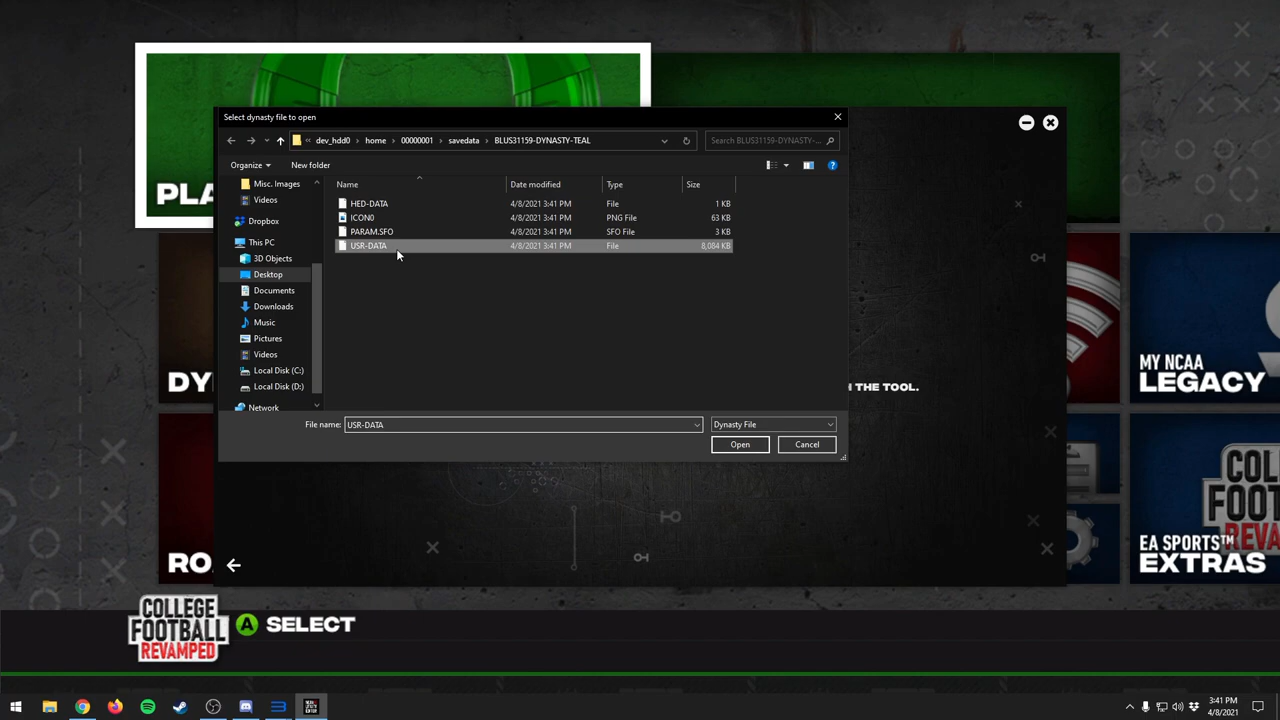 PLA
Select dynasty file to open
dev_hdd0 › home › 00000001 › savedata › BLUS31159-DYNASTY-TEAL
BLUS31159-DYNASTY-...
Organize
New folder
Misc. Images
Videos
Dropbox
This PC
3D Objects
Desktop
Documents
Downloads
Music
Pictures
Videos
Local Disk (C:)
Local Disk (D:)
Network
Name Date modified Type Size
HED-DATA 4/8/2021 3:41 PM File 1 KB
ICON0 4/8/2021 3:41 PM PNG File 63 KB
PARAM.SFO 4/8/2021 3:41 PM SFO File 3 KB
USR-DATA 4/8/2021 3:41 PM File 8,084 KB
File name: USR-DATA
Dynasty File
Open
Cancel
H THE TOOL.
DY
MY NCAA
LEGACY
RO
COLL
FOOT
REVA
EA SPORTS™
EXTRAS
COLLEGE
FOOTBALL
REVAMPED
A SELECT
3:41 PM
4/8/2021